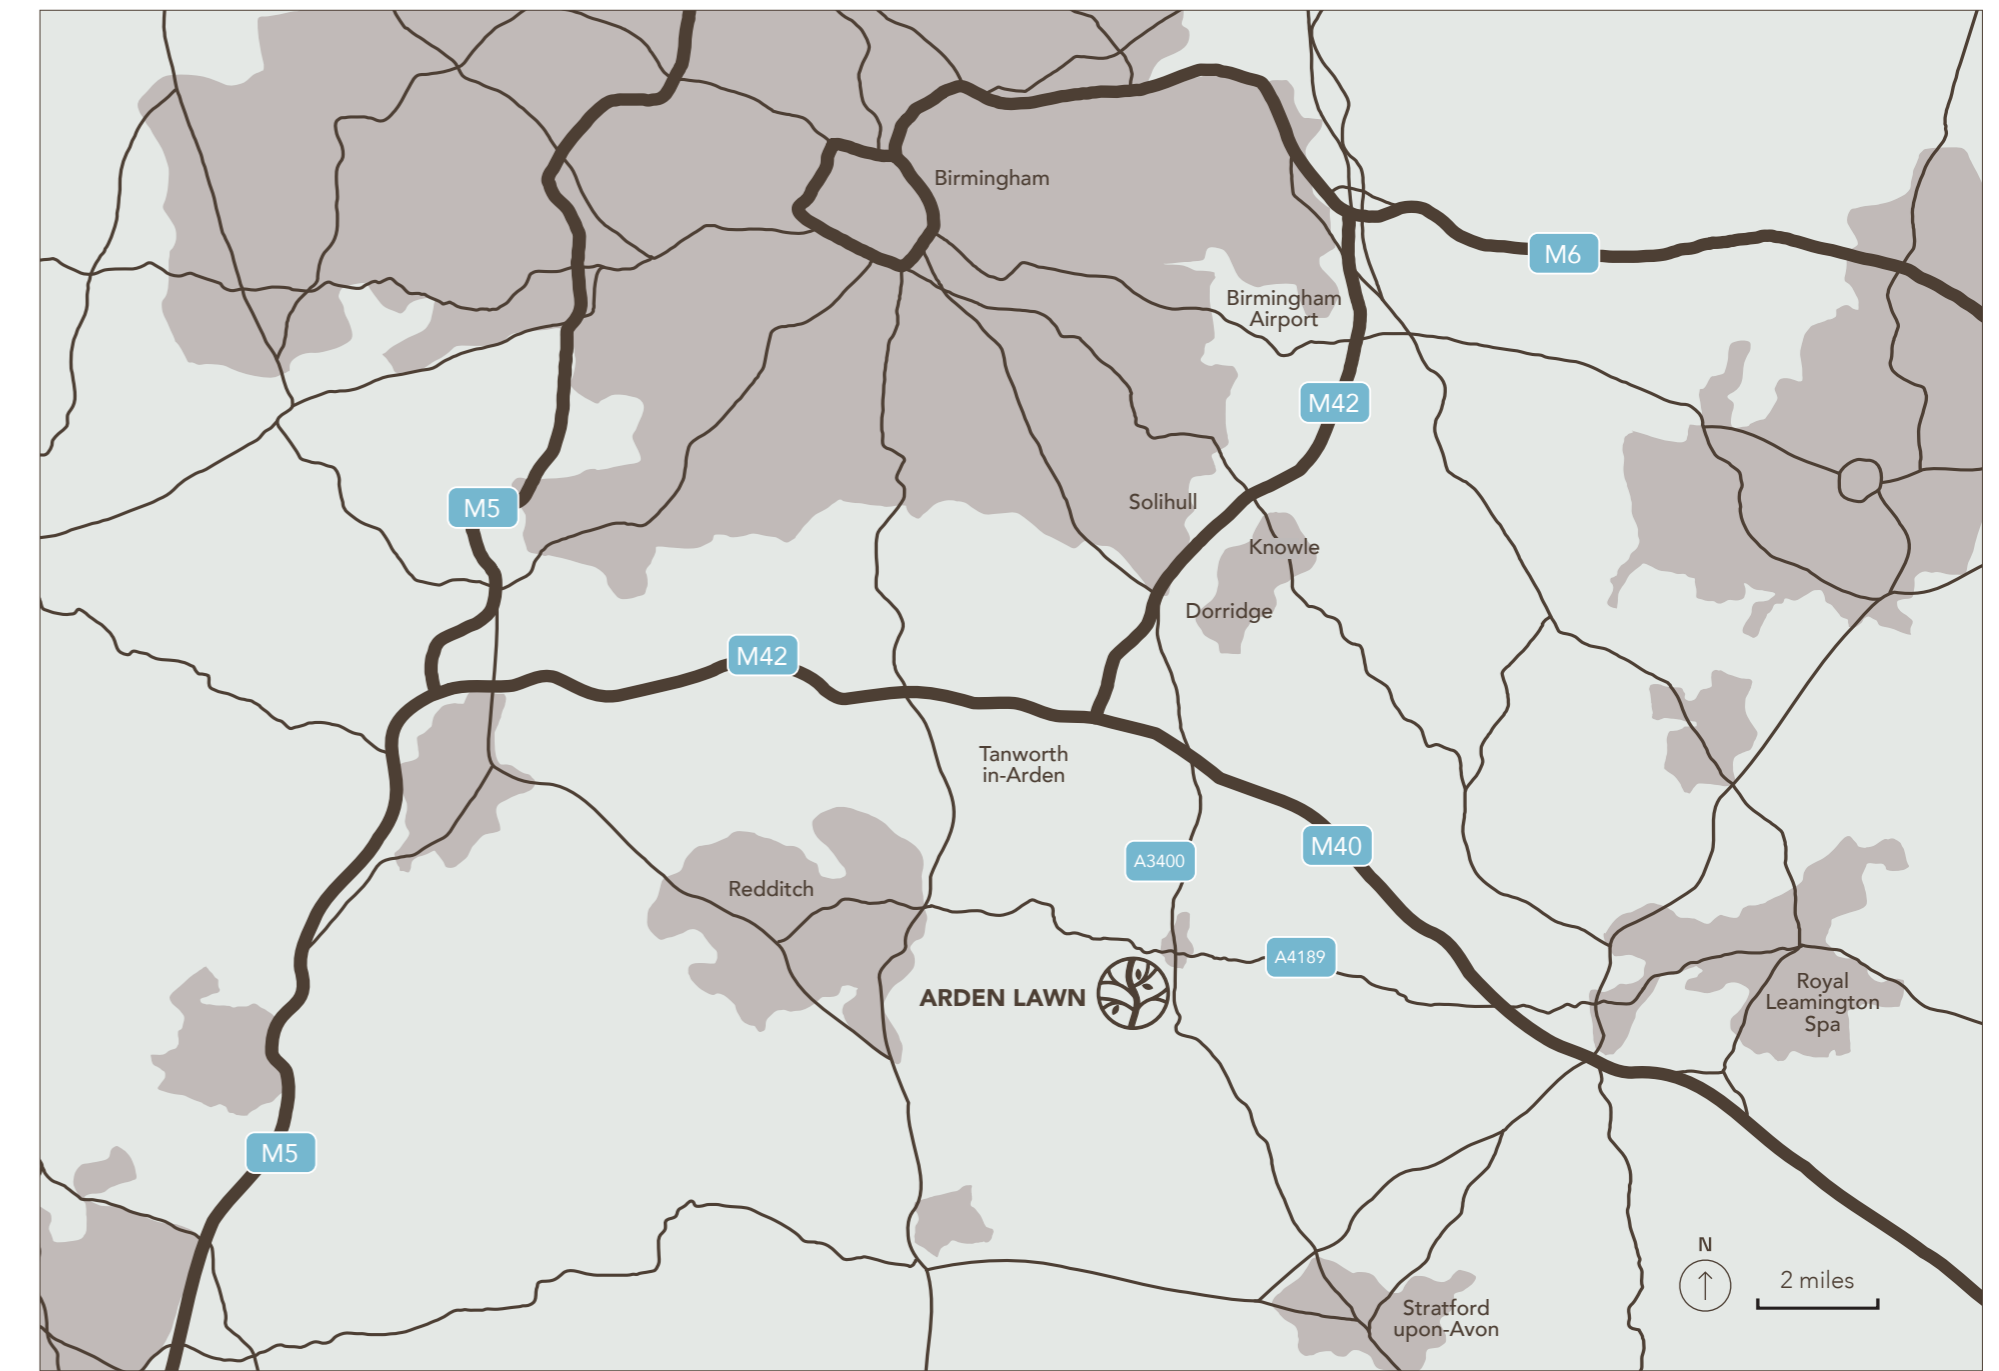 Birmingham
M6
Birmingham
Airport
M42
Solihull
M5
Knowle
Dorridge
M42
Tanworth
in-Arden
M40
A3400
Redditch
A4189
ARDEN LAWN
Royal
Leamington
Spa
M5
N
2 miles
Stratford
upon-Avon